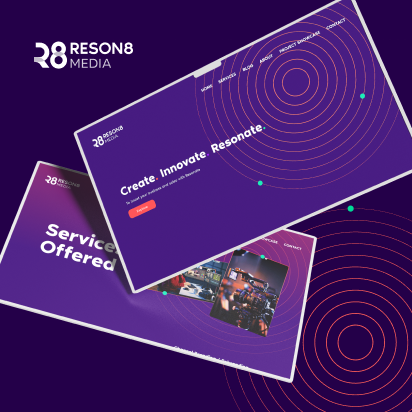 R8 RESON8
MEDIA
HOME SERVICES BLOG ABOUT PROJECT SHOWCASE CONTACT
R8 RESON8
MEDIA
Create. Innovate. Resonate.
R8 RESON8
MEDIA
SHOWCASE CONTACT
Services
Offered